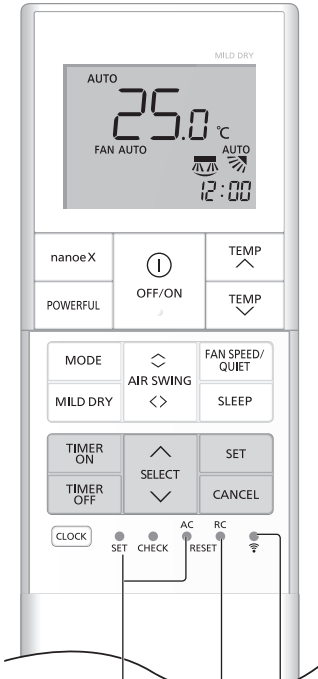 MILD DRY
AUTO
25.0 °C
FAN AUTO AUTO
12:00
nanoeX
OFF/ON
TEMP
POWERFUL
TEMP
MODE
AIR SWING
FAN SPEED/
QUIET
MILD DRY
SLEEP
TIMER
ON
SELECT
SET
TIMER
OFF
CANCEL
CLOCK
AC RC
SET CHECK RESET